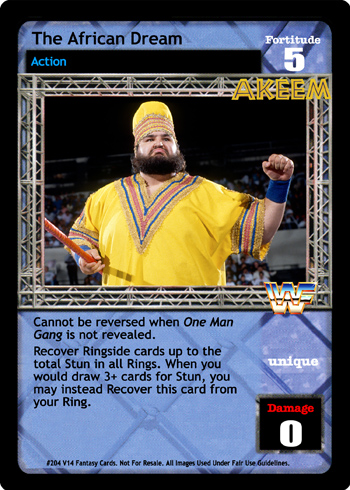 The African Dream
Fortitude
5
Action
AKEEM
WF
Cannot be reversed when One Man
Gang is not revealed.
Recover Ringside cards up to the
total Stun in all Rings. When you
would draw 3+ cards for Stun, you
may instead Recover this card from
your Ring.
unique
Damage
0
#204 V14 Fantasy Cards. Not For Resale. All Images Used Under Fair Use Guidelines.